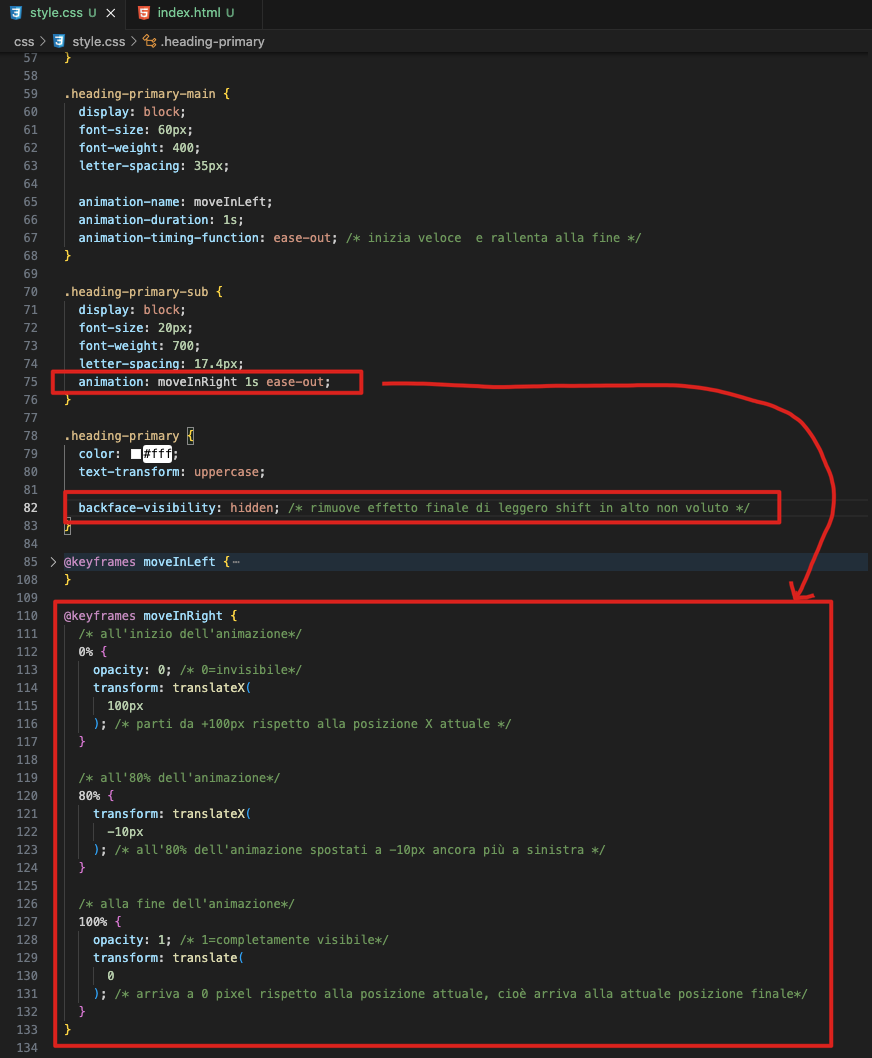 style.css U
index.html U
css > style.css > .heading-primary
57 }
58
59 .heading-primary-main {
60 display: block;
61 font-size: 60px;
62 font-weight: 400;
63 letter-spacing: 35px;
64
65 animation-name: moveInLeft;
66 animation-duration: 1s;
67 animation-timing-function: ease-out; /* inizia veloce  e rallenta alla fine */
68 }
69
70 .heading-primary-sub {
71 display: block;
72 font-size: 20px;
73 font-weight: 700;
74 letter-spacing: 17.4px;
75 animation: moveInRight 1s ease-out;
76 }
77
78 .heading-primary {
79 color: #fff;
80 text-transform: uppercase;
81
82 backface-visibility: hidden; /* rimuove effetto finale di leggero shift in alto non voluto */
83 }
84
85 > @keyframes moveInLeft {⋯
108 }
109
110 @keyframes moveInRight {
111 /* all'inizio dell'animazione*/
112 0% {
113 opacity: 0; /* 0=invisibile*/
114 transform: translateX(
115 100px
116 ); /* parti da +100px rispetto alla posizione X attuale */
117 }
118
119 /* all'80% dell'animazione*/
120 80% {
121 transform: translateX(
122 -10px
123 ); /* all'80% dell'animazione spostati a -10px ancora più a sinistra */
124 }
125
126 /* alla fine dell'animazione*/
127 100% {
128 opacity: 1; /* 1=completamente visibile*/
129 transform: translate(
130 0
131 ); /* arriva a 0 pixel rispetto alla posizione attuale, cioè arriva alla attuale posizione finale*/
132 }
133 }
134